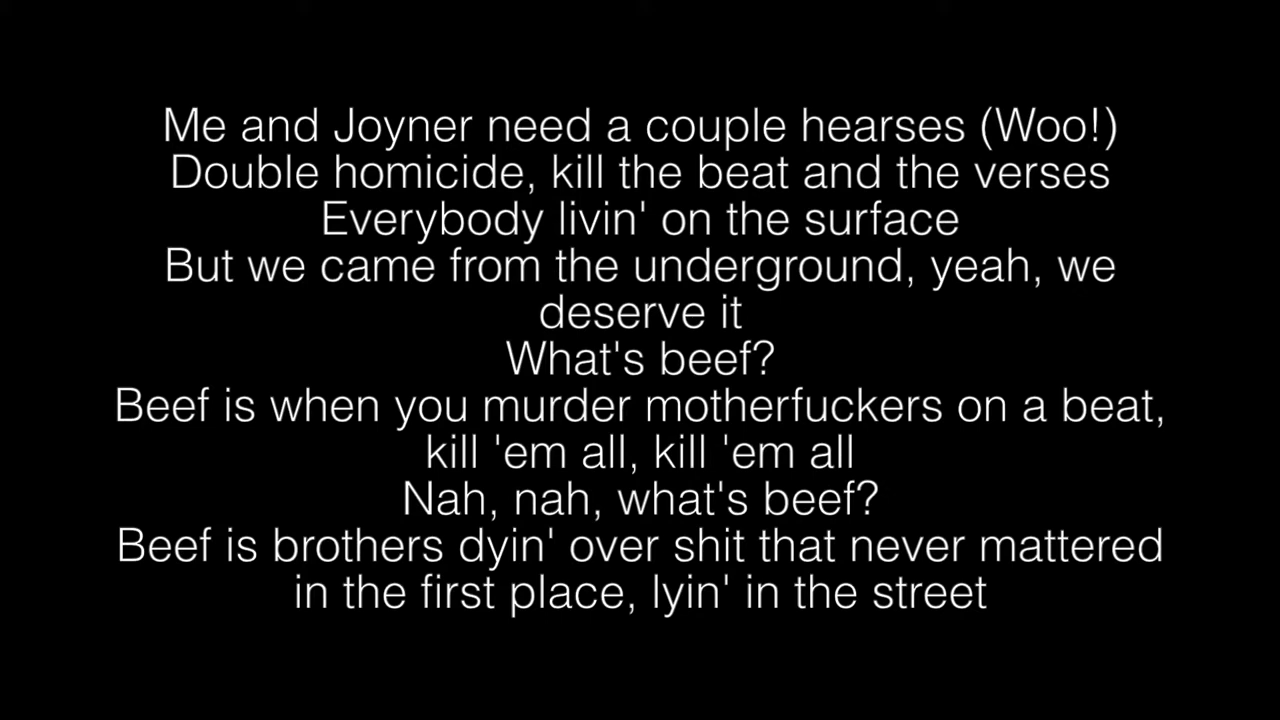 Me and Joyner need a couple hearses (Woo!)
Double homicide, kill the beat and the verses
Everybody livin' on the surface
But we came from the underground, yeah, we
deserve it
What's beef?
Beef is when you murder motherfuckers on a beat,
kill 'em all, kill 'em all
Nah, nah, what's beef?
Beef is brothers dyin' over shit that never mattered
in the first place, lyin' in the street